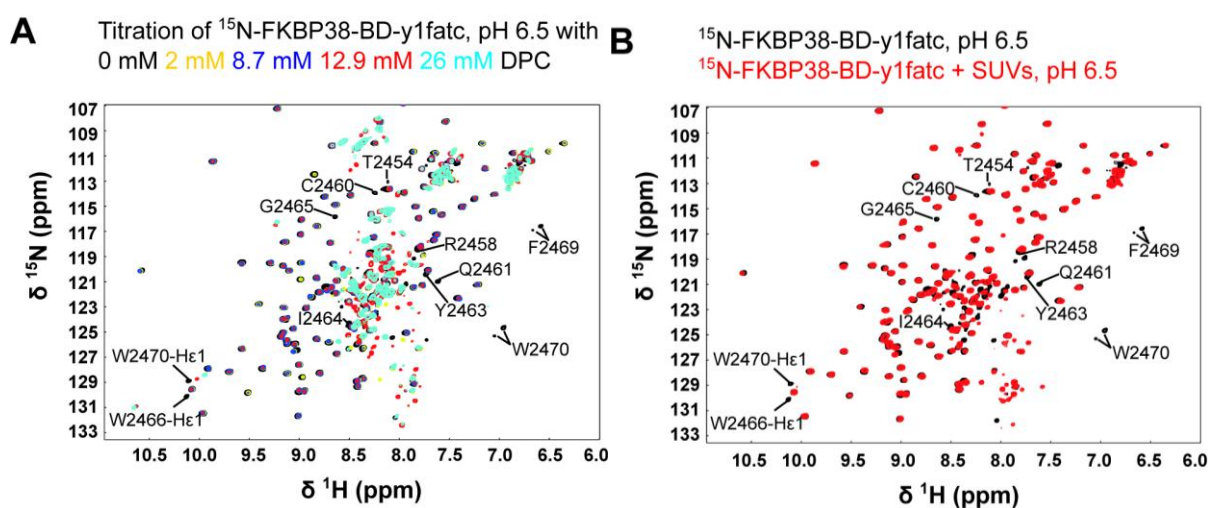 A
Titration of ¹⁵N-FKBP38-BD-y1fatc, pH 6.5 with
0 mM 2 mM 8.7 mM 12.9 mM 26 mM DPC
107
109
111
113
115
117
119
121
123
125
127
129
131
133
δ ¹⁵N (ppm)
T2454
C2460
G2465
R2458
F2469
Q2461
Y2463
I2464
W2470
W2470-Hε1
W2466-Hε1
10.5 10.0 9.5 9.0 8.5 8.0 7.5 7.0 6.5 6.0
δ ¹H (ppm)
B
¹⁵N-FKBP38-BD-y1fatc, pH 6.5
¹⁵N-FKBP38-BD-y1fatc + SUVs, pH 6.5
107
109
111
113
115
117
119
121
123
125
127
129
131
133
δ ¹⁵N (ppm)
T2454
C2460
G2465
R2458
F2469
Q2461
Y2463
I2464
W2470
W2470-Hε1
W2466-Hε1
10.5 10.0 9.5 9.0 8.5 8.0 7.5 7.0 6.5 6.0
δ ¹H (ppm)